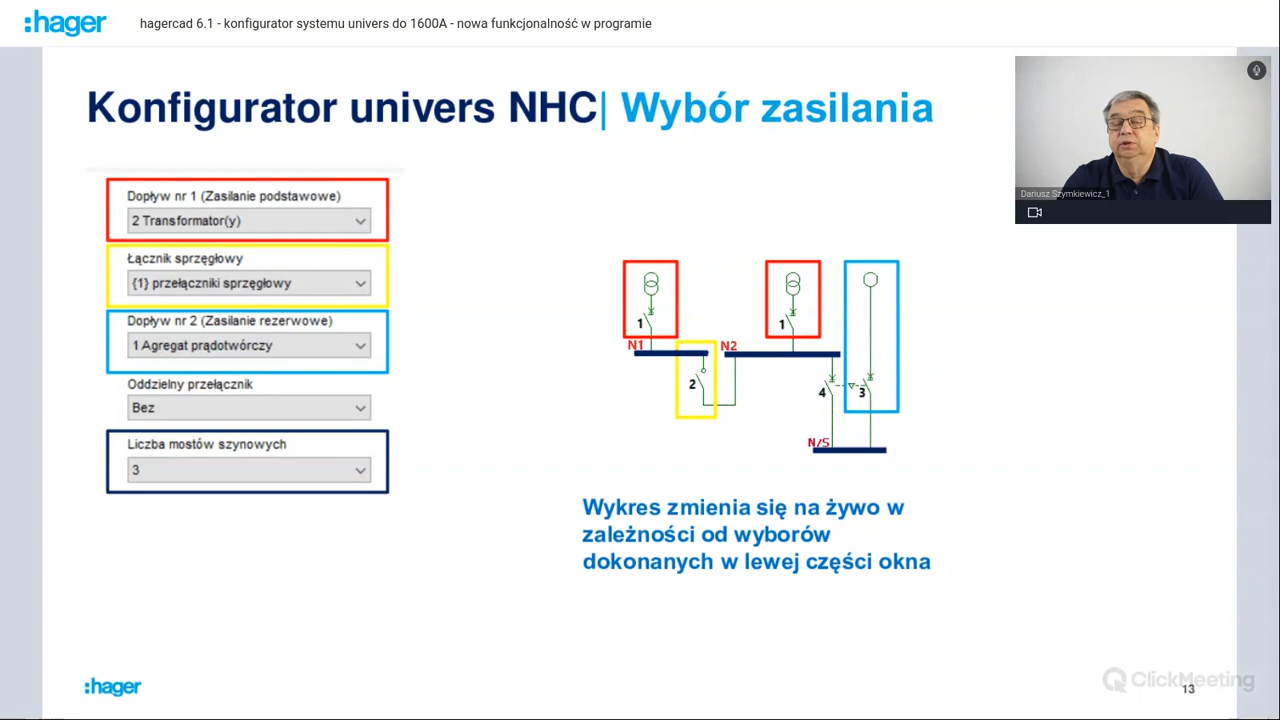 :hager
hagercad 6.1 - konfigurator systemu univers do 1600A - nowa funkcjonalność w programie
Konfigurator univers NHC| Wybór zasilania
Dariusz Szymkiewicz_1
Dopływ nr 1 (Zasilanie podstawowe)
2 Transformator(y)
Łącznik sprzęgłowy
{1} przełączniki sprzęgłowy
Dopływ nr 2 (Zasilanie rezerwowe)
1 Agregat prądotwórczy
Oddzielny przełącznik
Bez
Liczba mostów szynowych
3
1
1
N1
N2
2
4
3
N/S
Wykres zmienia się na żywo w
zależności od wyborów
dokonanych w lewej części okna
:hager
ClickMeeting
13